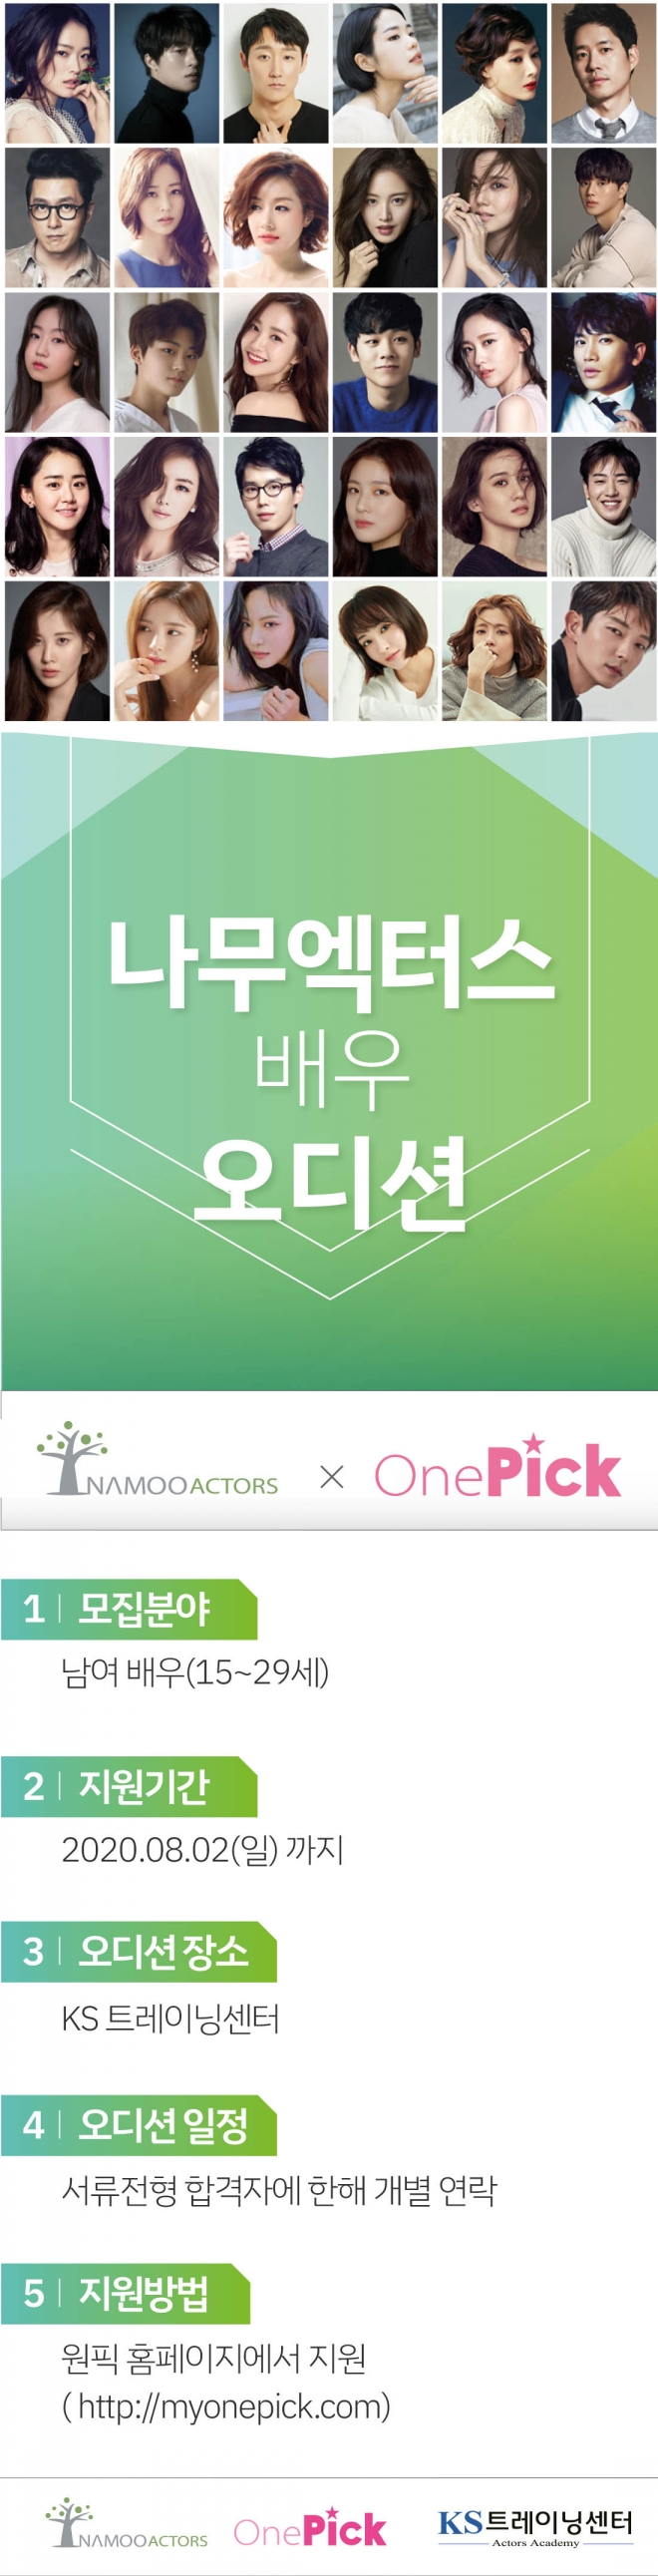 나무엑터스
배우
오디션
NAMOO ACTORS × OnePick
1 | 모집분야
남여 배우(15~29세)
2 | 지원기간
2020.08.02(일) 까지
3 | 오디션 장소
KS 트레이닝센터
4 | 오디션 일정
서류전형 합격자에 한해 개별 연락
5 | 지원방법
원픽 홈페이지에서 지원
( http://myonepick.com)
NAMOO ACTORS OnePick KS트레이닝센터
Actors Academy